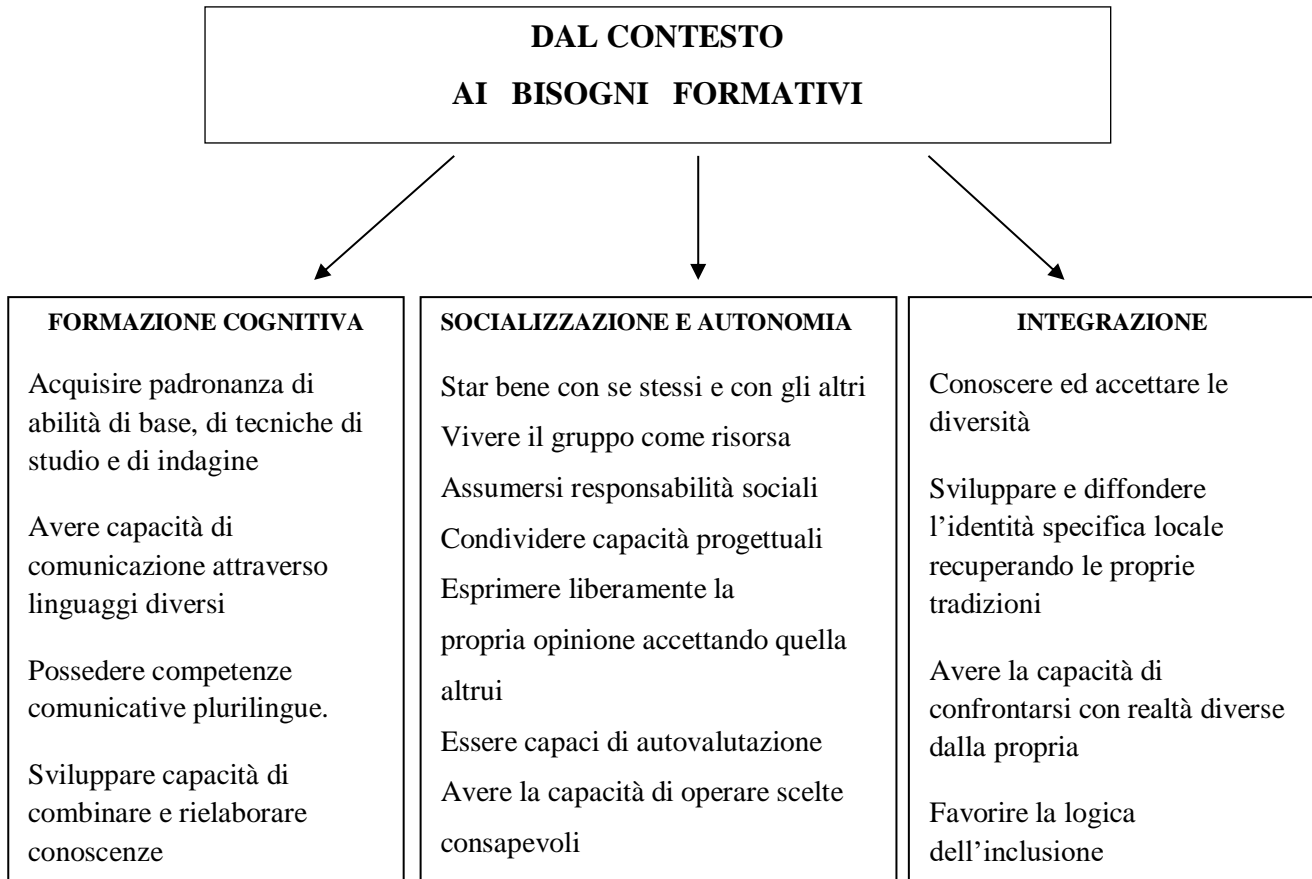 DAL CONTESTO
AI BISOGNI FORMATIVI
FORMAZIONE COGNITIVA
Acquisire padronanza di
abilità di base, di tecniche di
studio e di indagine
Avere capacità di
comunicazione attraverso
linguaggi diversi
Possedere competenze
comunicative plurilingue.
Sviluppare capacità di
combinare e rielaborare
conoscenze
SOCIALIZZAZIONE E AUTONOMIA
Star bene con se stessi e con gli altri
Vivere il gruppo come risorsa
Assumersi responsabilità sociali
Condividere capacità progettuali
Esprimere liberamente la
propria opinione accettando quella
altrui
Essere capaci di autovalutazione
Avere la capacità di operare scelte
consapevoli
INTEGRAZIONE
Conoscere ed accettare le
diversità
Sviluppare e diffondere
l’identità specifica locale
recuperando le proprie
tradizioni
Avere la capacità di
confrontarsi con realtà diverse
dalla propria
Favorire la logica
dell’inclusione